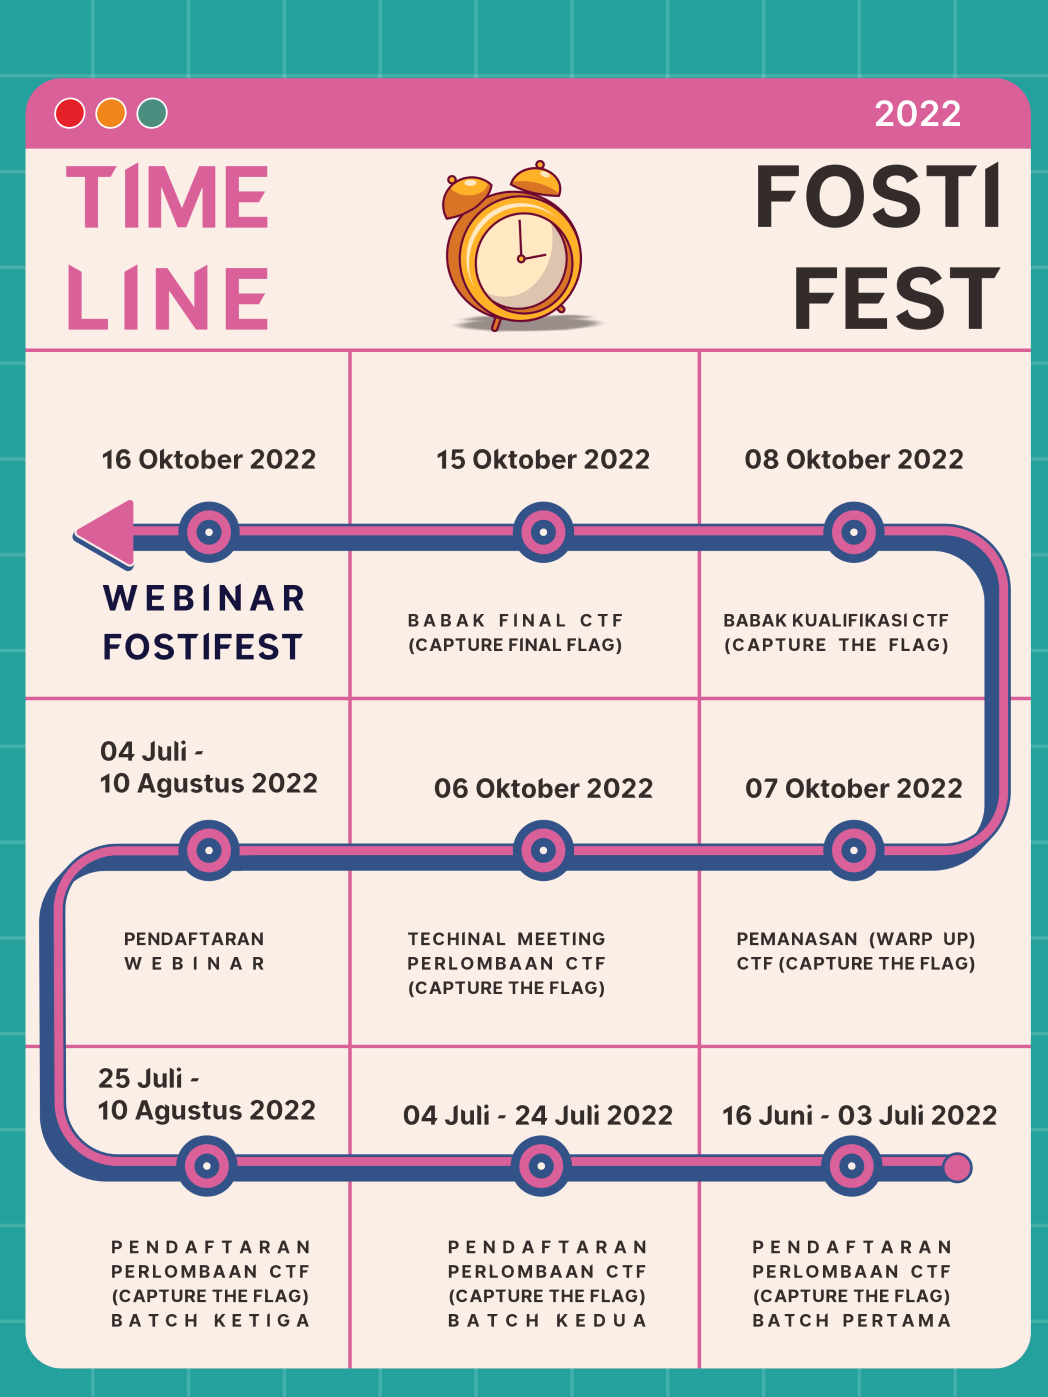 2022
TIME
LINE
FOSTI
FEST
16 Oktober 2022
WEBINAR
FOSTIFEST
15 Oktober 2022
BABAK FINAL CTF
(CAPTURE FINAL FLAG)
08 Oktober 2022
BABAK KUALIFIKASI CTF
(CAPTURE THE FLAG)
04 Juli -
10 Agustus 2022
PENDAFTARAN
WEBINAR
06 Oktober 2022
TECHINAL MEETING
PERLOMBAAN CTF
(CAPTURE THE FLAG)
07 Oktober 2022
PEMANASAN (WARP UP)
CTF (CAPTURE THE FLAG)
25 Juli -
10 Agustus 2022
PENDAFTARAN
PERLOMBAAN CTF
(CAPTURE THE FLAG)
BATCH KETIGA
04 Juli - 24 Juli 2022
PENDAFTARAN
PERLOMBAAN CTF
(CAPTURE THE FLAG)
BATCH KEDUA
16 Juni - 03 Juli 2022
PENDAFTARAN
PERLOMBAAN CTF
(CAPTURE THE FLAG)
BATCH PERTAMA